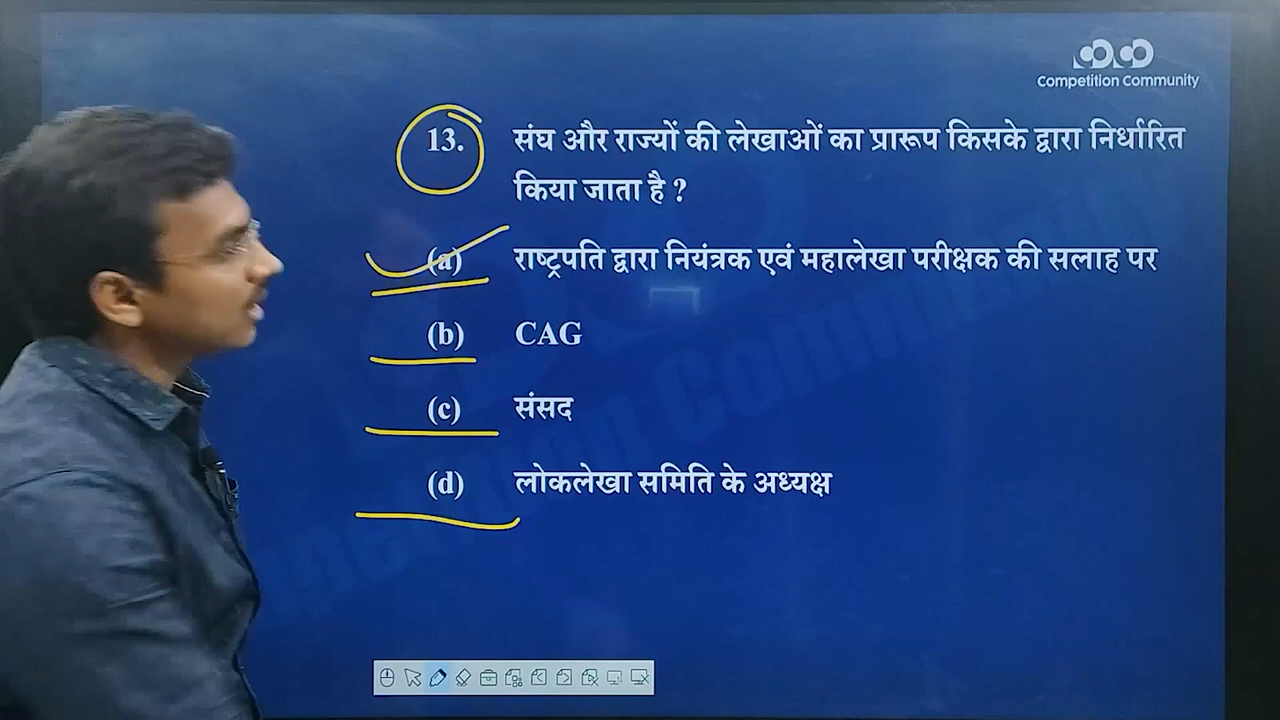 Competition Community
13. संघ और राज्यों की लेखाओं का प्रारूप किसके द्वारा निर्धारित
किया जाता है ?
(a) राष्ट्रपति द्वारा नियंत्रक एवं महालेखा परीक्षक की सलाह पर
(b) CAG
(c) संसद
(d) लोकलेखा समिति के अध्यक्ष